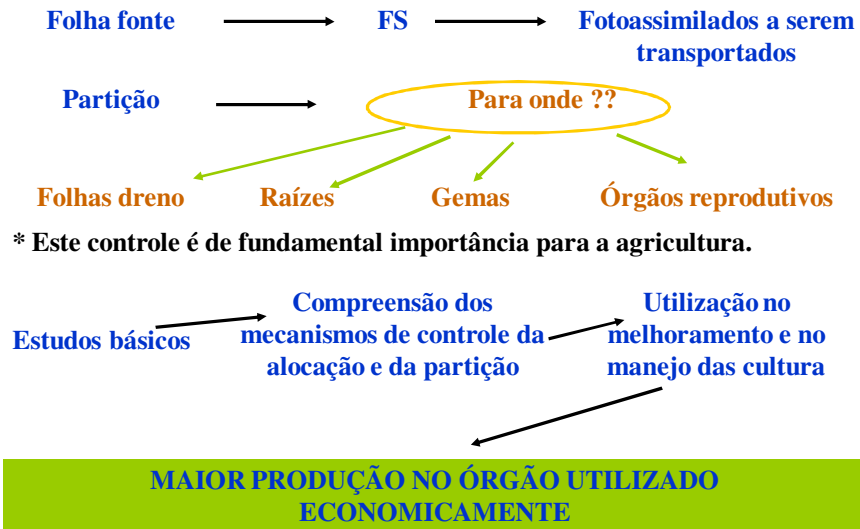 Folha fonte FS Fotoassimilados a serem
transportados
Partição Para onde ??
Folhas dreno Raízes Gemas Órgãos reprodutivos
* Este controle é de fundamental importância para a agricultura.
Estudos básicos
Compreensão dos
mecanismos de controle da
alocação e da partição
Utilização no
melhoramento e no
manejo das cultura
MAIOR PRODUÇÃO NO ÓRGÃO UTILIZADO
ECONOMICAMENTE